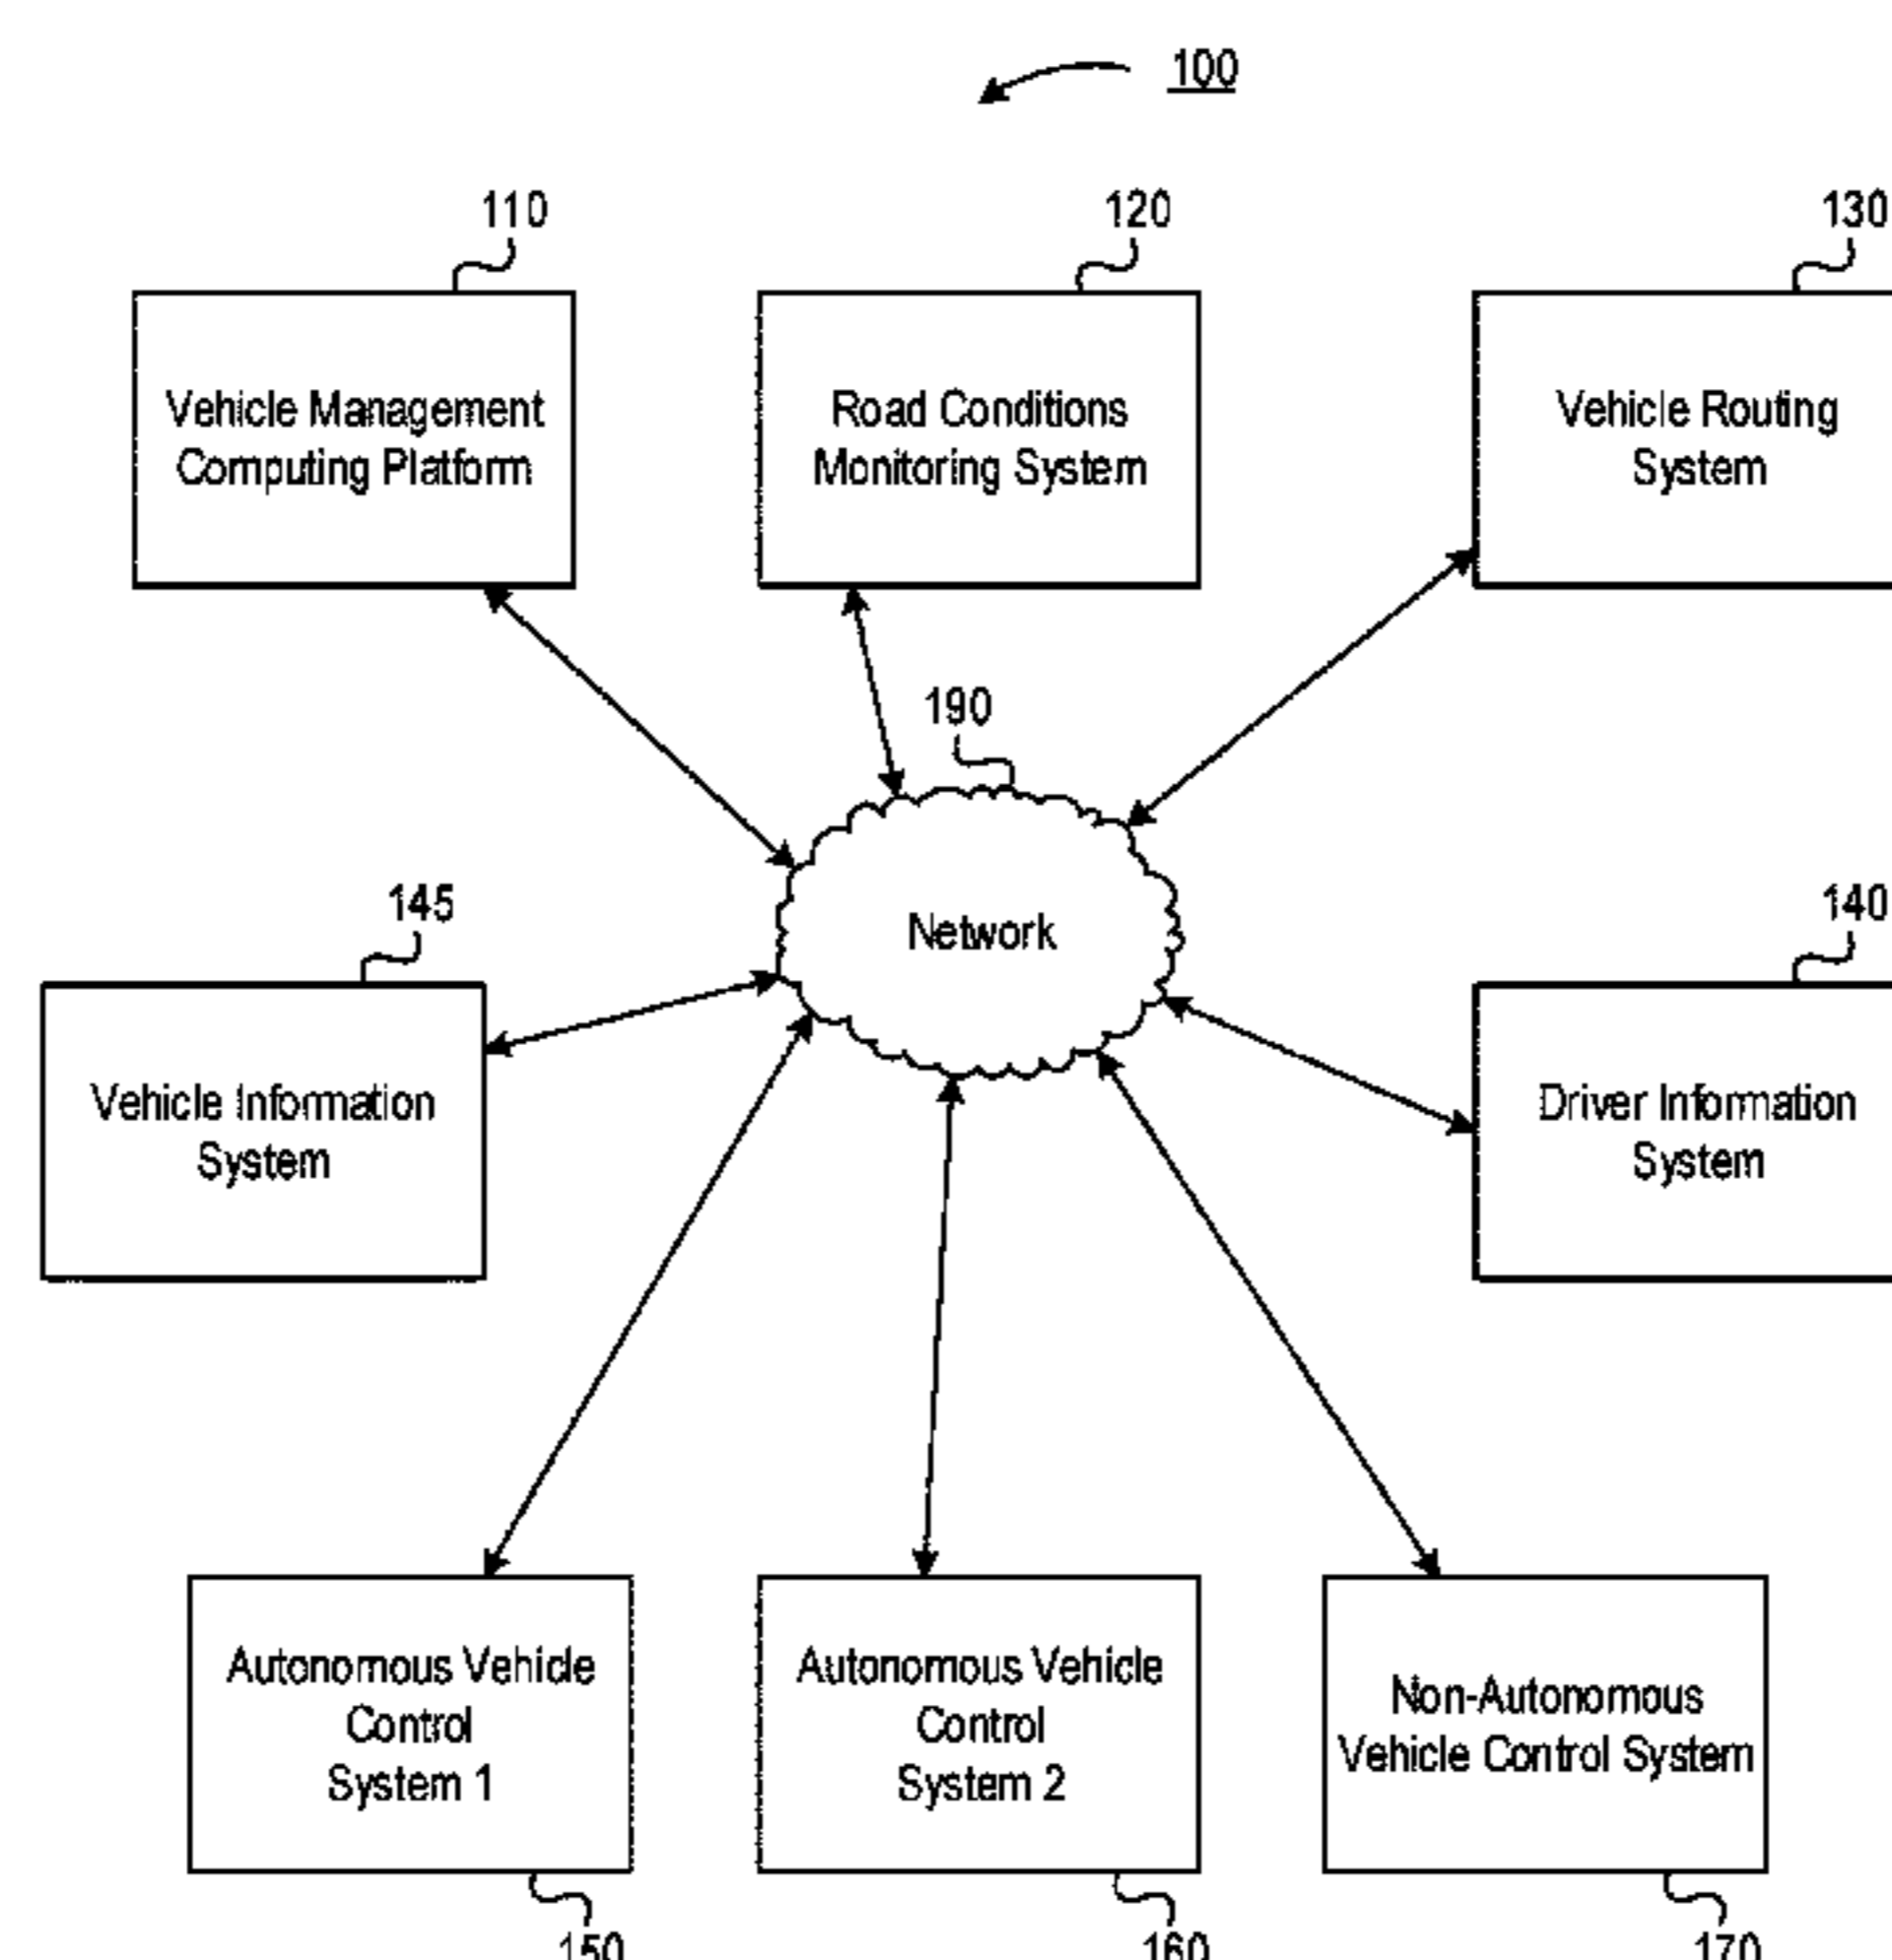 100
110
120
130
Vehicle Management
Computing Platform
Road Conditions
Monitoring System
Vehicle Routing
System
190
145
140
Network
Vehicle Information
System
Driver Information
System
Autonomous Vehicle
Control
System 1
Autonomous Vehicle
Control
System 2
Non-Autonomous
Vehicle Control System
150
160
170